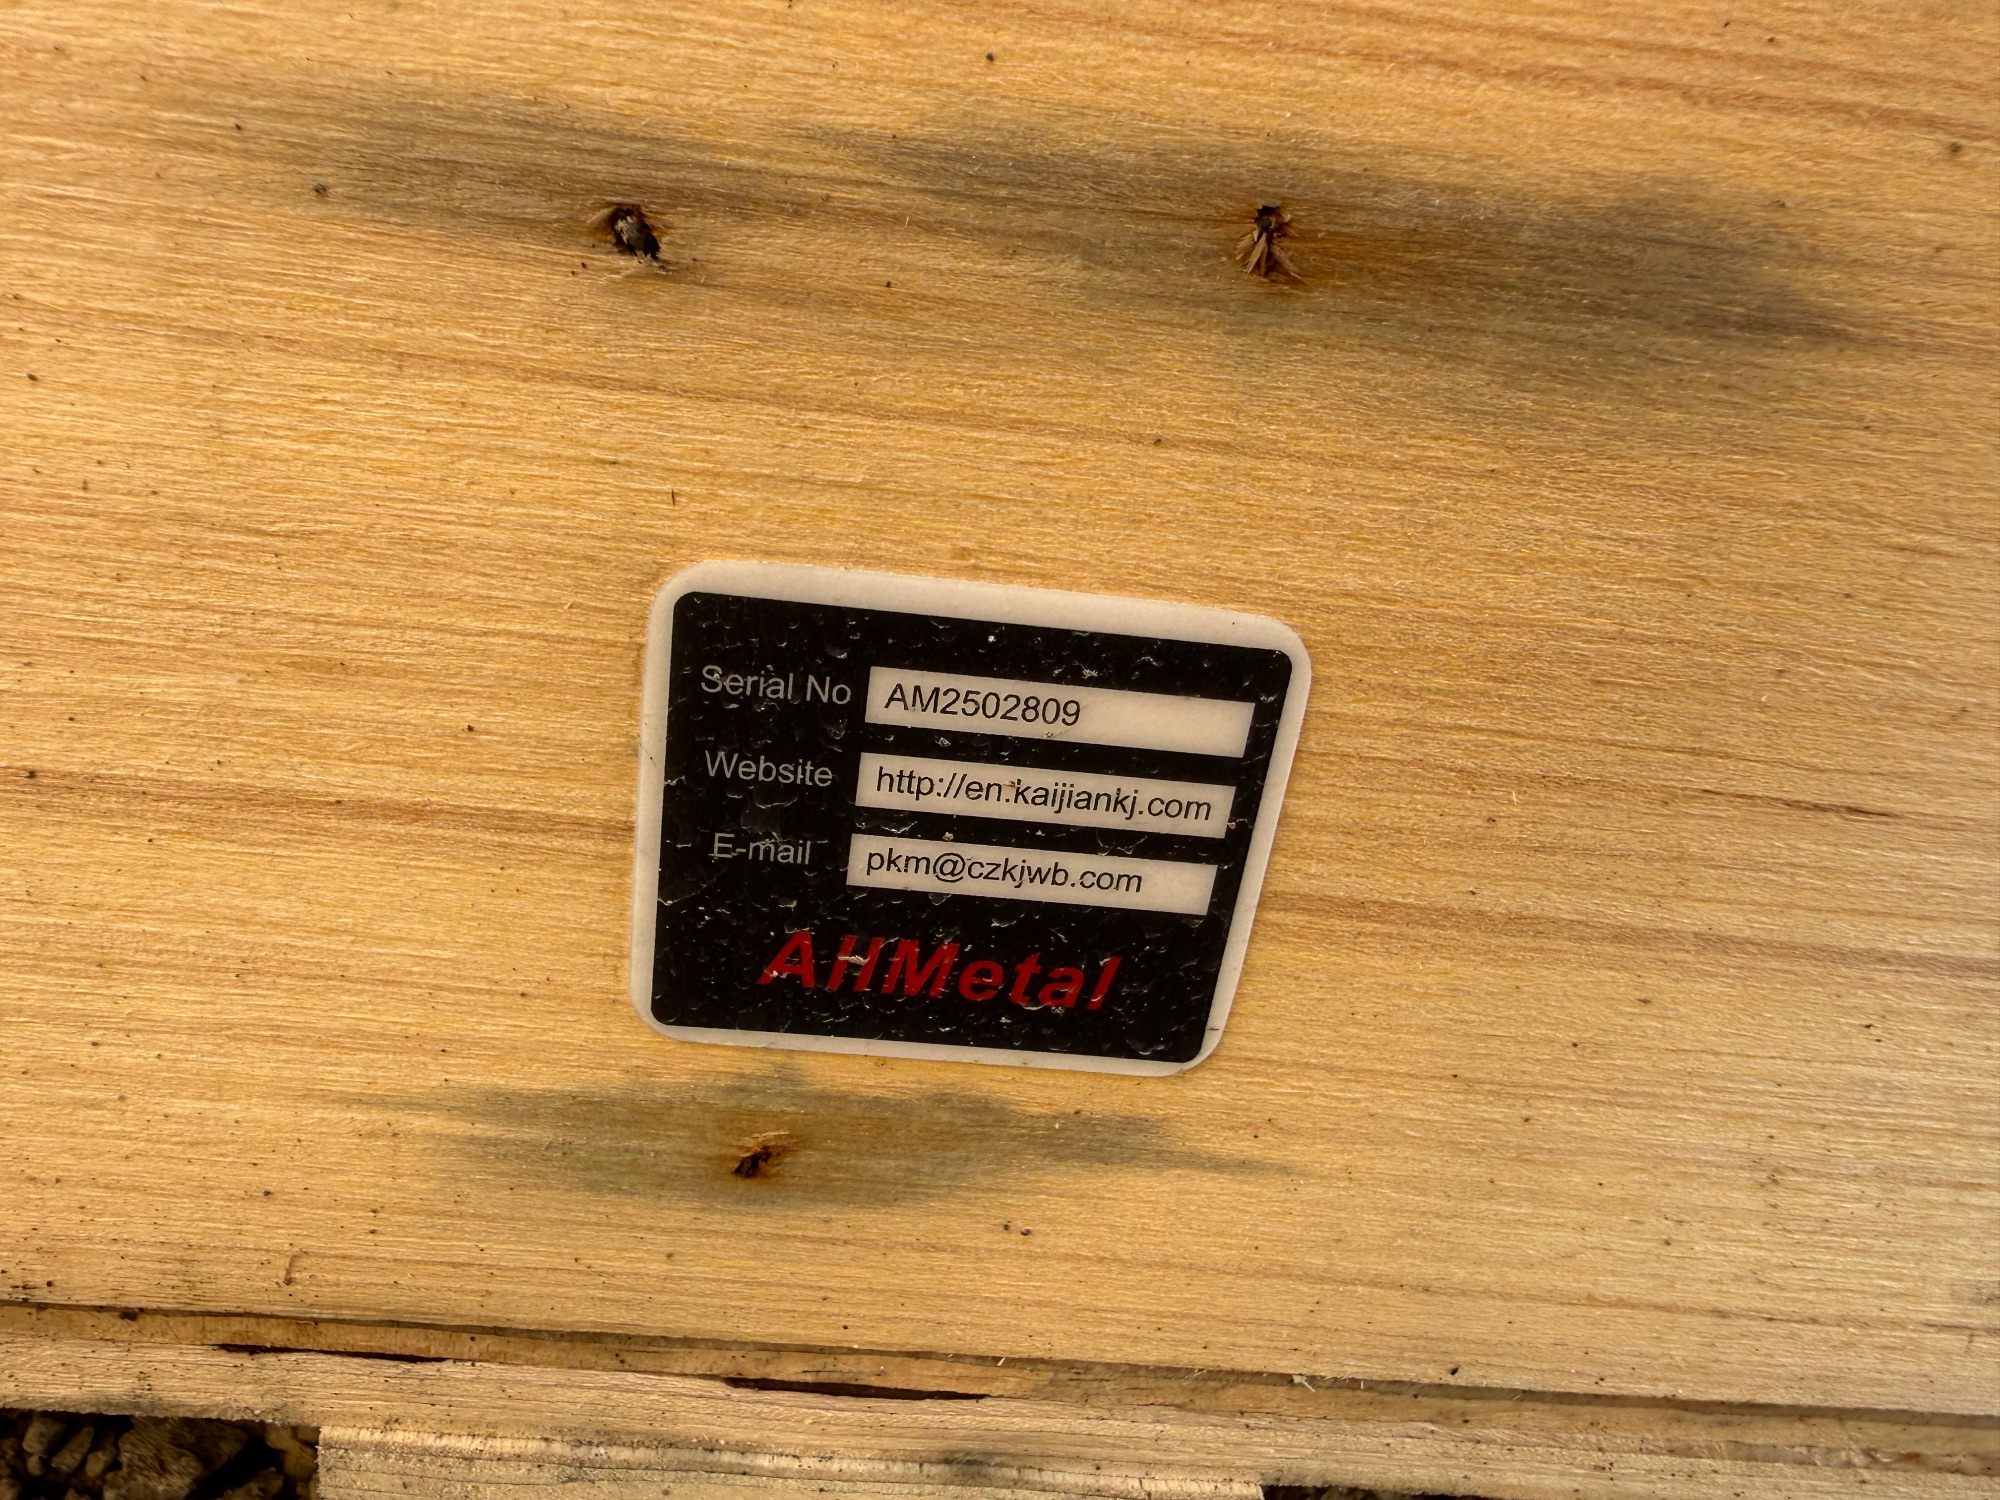 Serial No AM2502809
Website http://en.kaijiankj.com
E-mail pkm@czkjwb.com
AHMetal